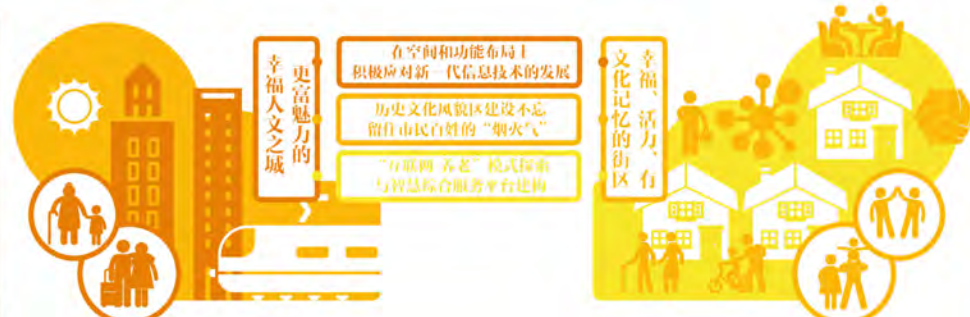 更富魅力的
幸福人文之城
在空间和功能布局上
积极应对新一代信息技术的发展
历史文化风貌区建设不忘
留住市民百姓的“烟火气”
“互联网 养老”模式探索
与智慧综合服务平台建构
幸福、活力、有
文化记忆的街区